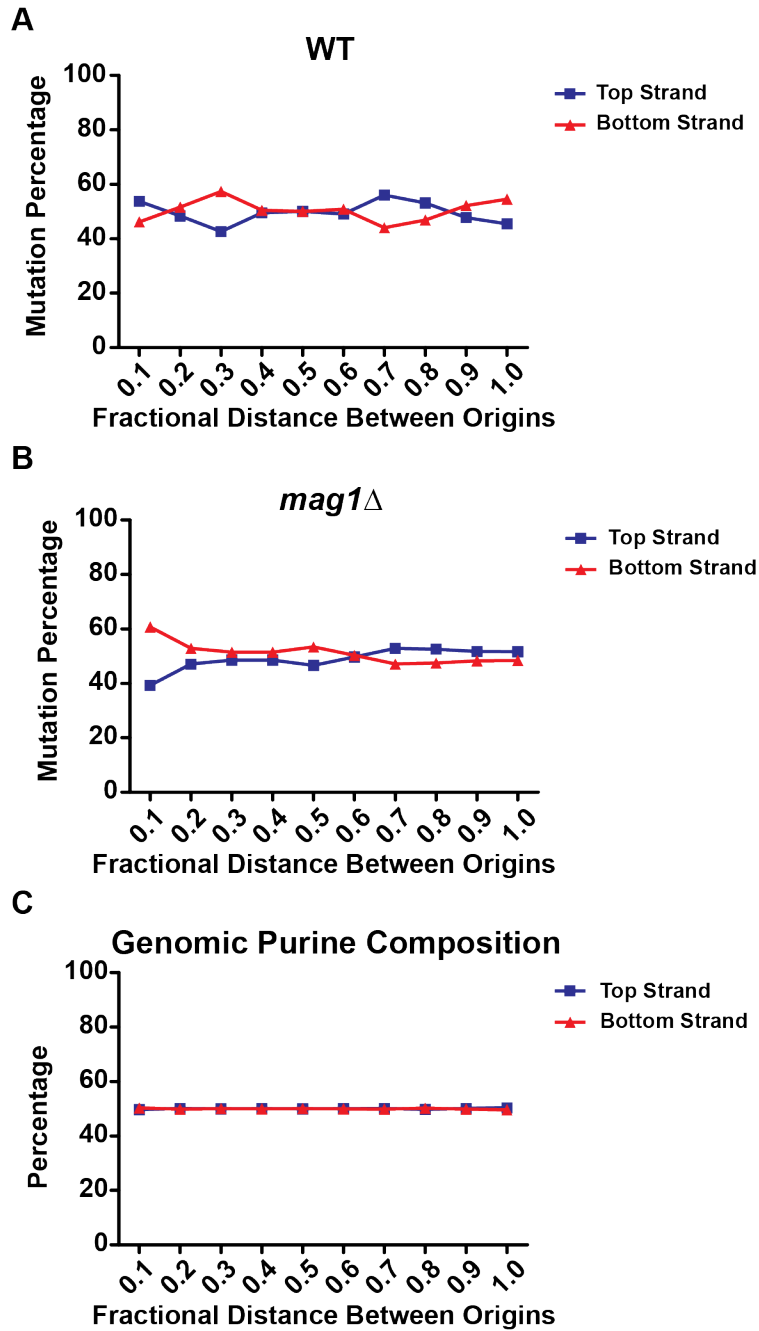 A
WT
100
80
60
40
20
0
Mutation Percentage
Top Strand
Bottom Strand
0.1 0.2 0.3 0.4 0.5 0.6 0.7 0.8 0.9 1.0
Fractional Distance Between Origins
B
mag1∆
100
80
60
40
20
0
Mutation Percentage
Top Strand
Bottom Strand
0.1 0.2 0.3 0.4 0.5 0.6 0.7 0.8 0.9 1.0
Fractional Distance Between Origins
C
Genomic Purine Composition
100
80
60
40
20
0
Percentage
Top Strand
Bottom Strand
0.1 0.2 0.3 0.4 0.5 0.6 0.7 0.8 0.9 1.0
Fractional Distance Between Origins